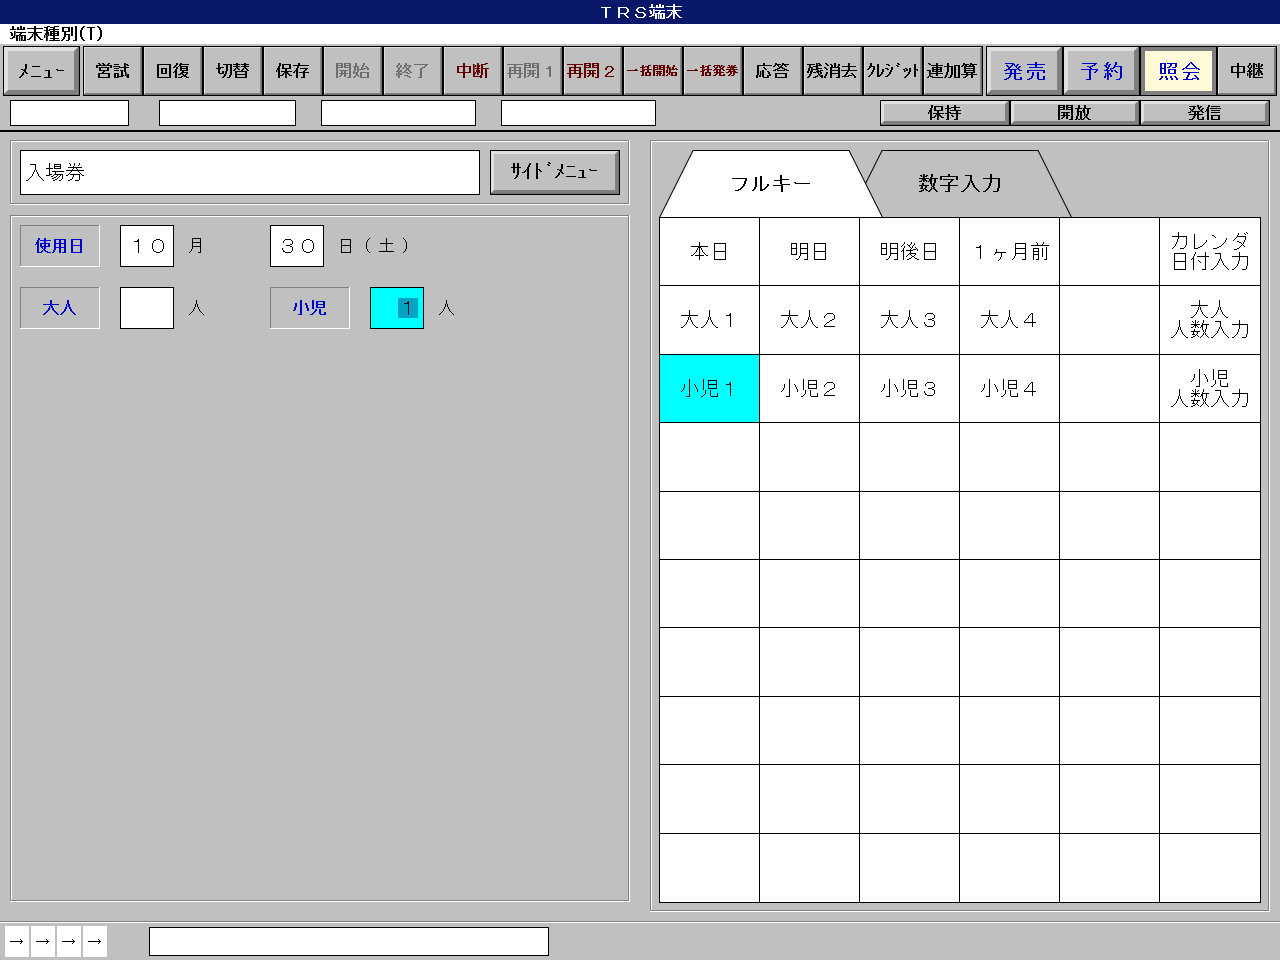 ＴＲＳ端末
端末種別(T)
ﾒﾆｭｰ 営試 回復 切替 保存 開始 終了 中断 再開１ 再開２ 一括開始 一括発券 応答 残消去 ｸﾚｼﾞｯﾄ 連加算 発売 予約 照会 中継
保持 開放 発信
入場券 ｻｲﾄﾞﾒﾆｭｰ
使用日 １０ 月 ３０ 日（土）
大人 人 小児 １ 人
フルキー 数字入力
本日 明日 明後日 １ヶ月前 カレンダ
日付入力
大人１ 大人２ 大人３ 大人４ 大人
人数入力
小児１ 小児２ 小児３ 小児４ 小児
人数入力
→ → → →